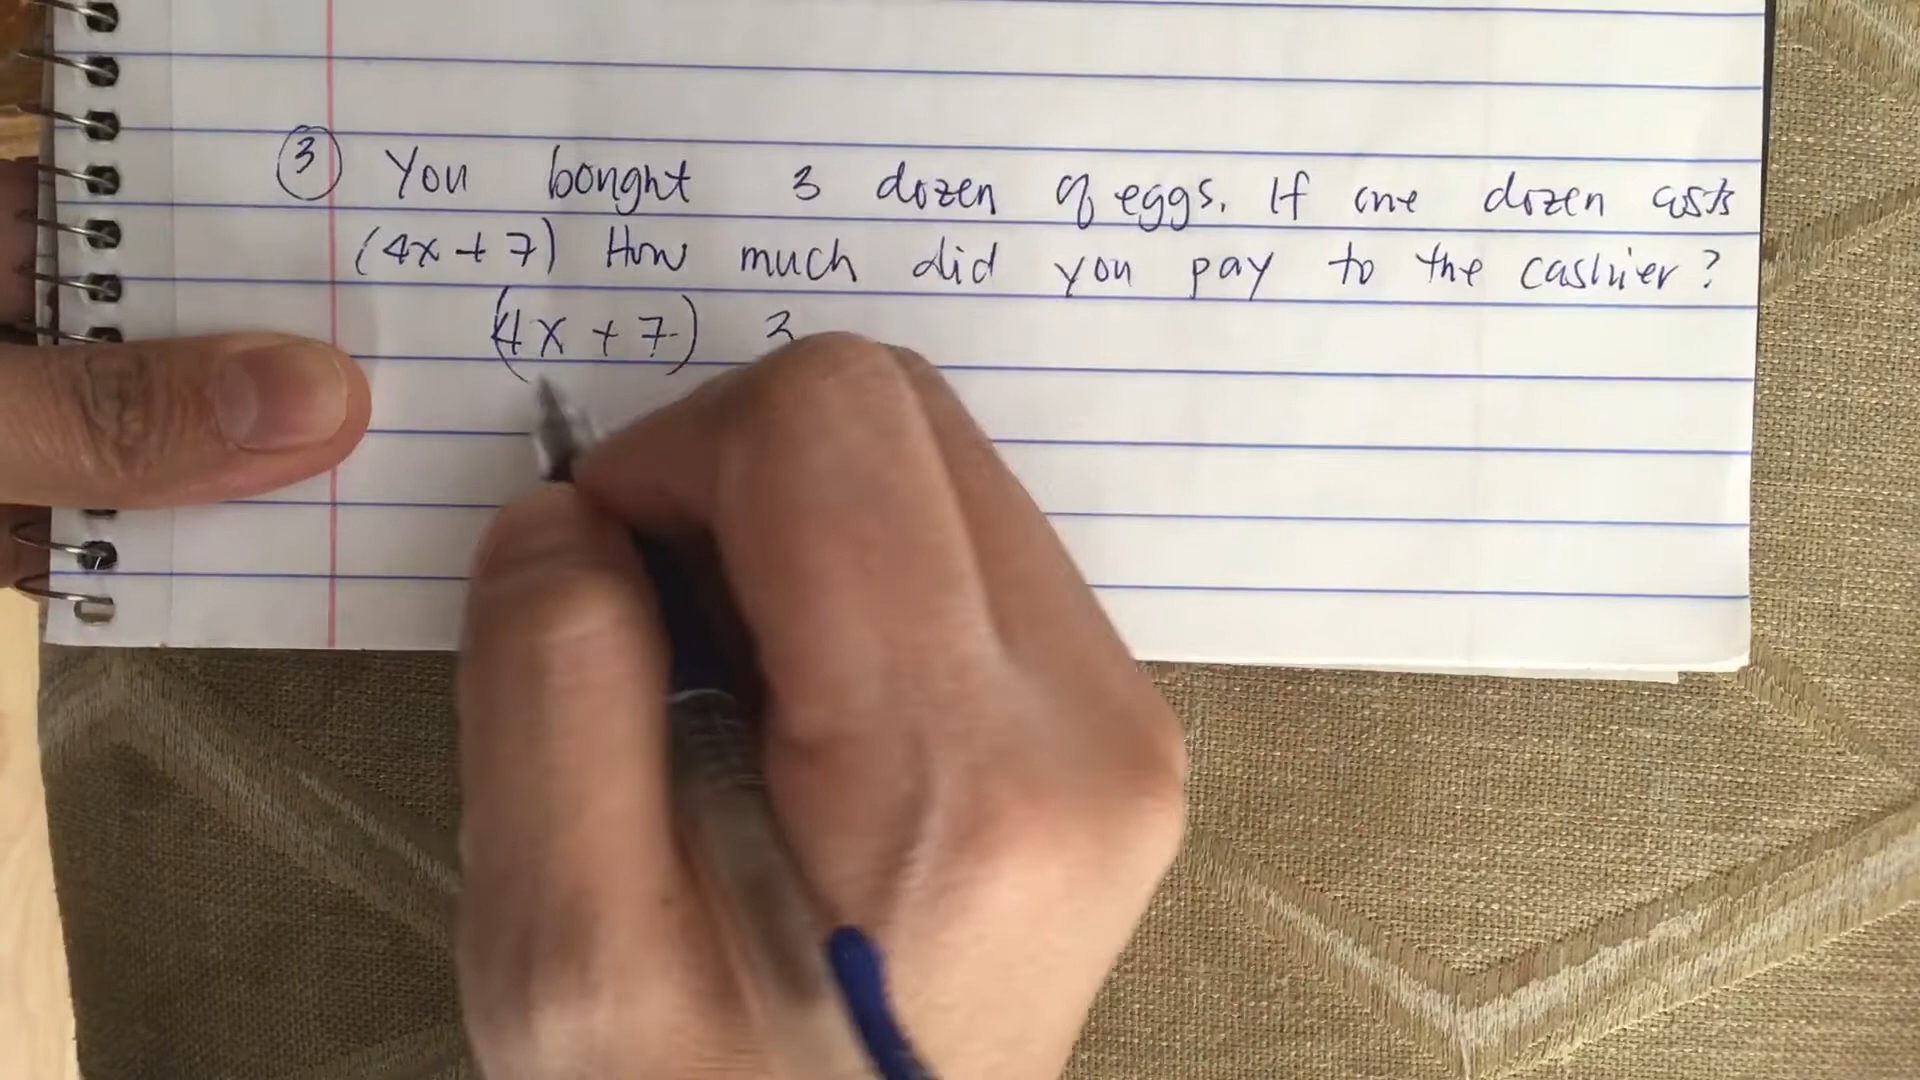 3 You bought 3 dozen of eggs. If one dozen costs
(4x + 7) How much did you pay to the cashier?
(4x + 7) 3